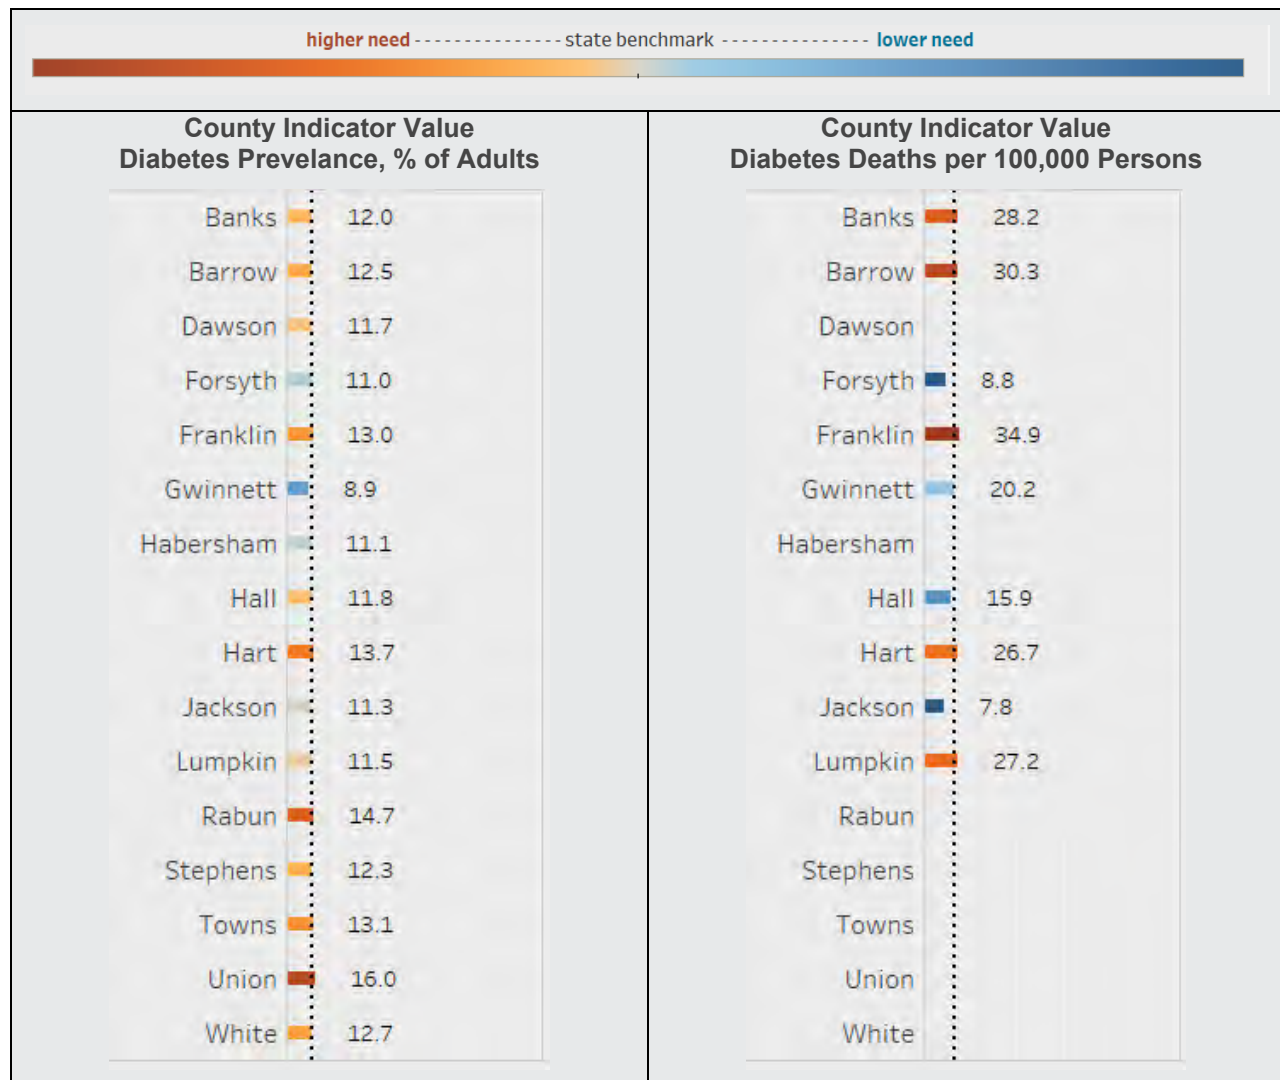 higher need - - - - - - - - - - - - - - - state benchmark - - - - - - - - - - - - - - - lower need
County Indicator Value
Diabetes Prevelance, % of Adults
Banks 12.0
Barrow 12.5
Dawson 11.7
Forsyth 11.0
Franklin 13.0
Gwinnett 8.9
Habersham 11.1
Hall 11.8
Hart 13.7
Jackson 11.3
Lumpkin 11.5
Rabun 14.7
Stephens 12.3
Towns 13.1
Union 16.0
White 12.7
County Indicator Value
Diabetes Deaths per 100,000 Persons
Banks 28.2
Barrow 30.3
Dawson
Forsyth 8.8
Franklin 34.9
Gwinnett 20.2
Habersham
Hall 15.9
Hart 26.7
Jackson 7.8
Lumpkin 27.2
Rabun
Stephens
Towns
Union
White